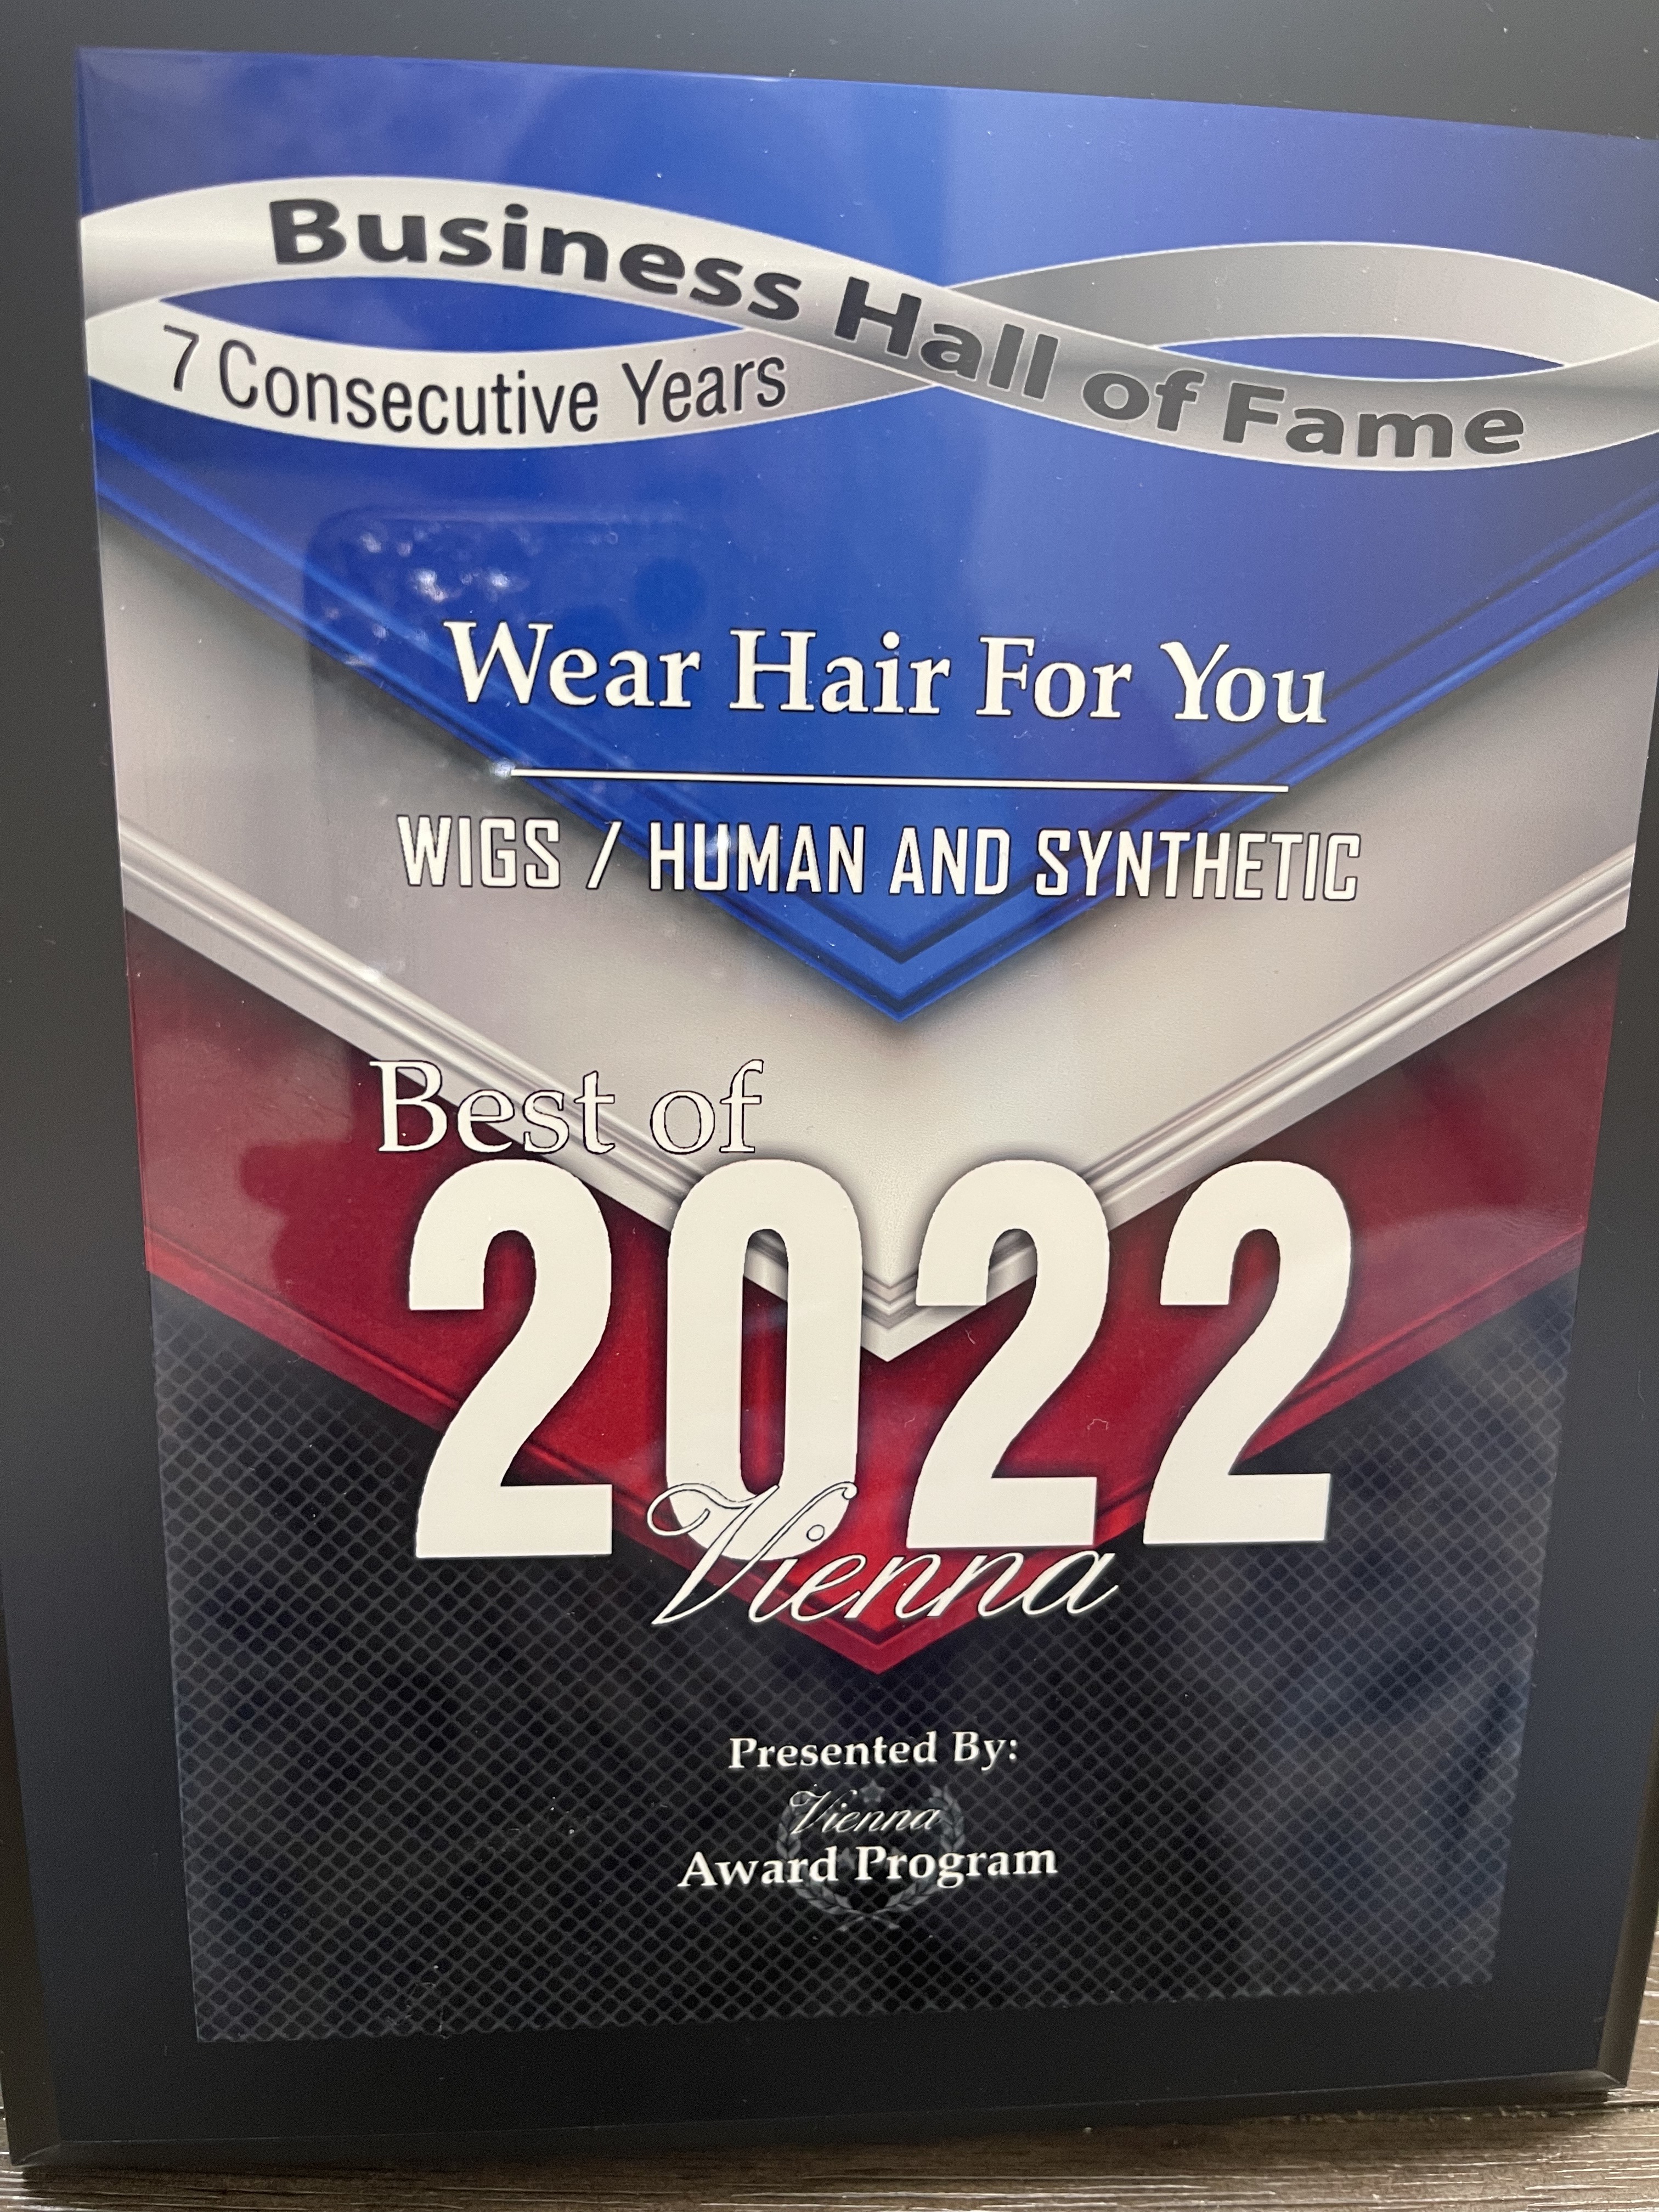 Business Hall of Fame
7 Consecutive Years
Wear Hair For You
WIGS / HUMAN AND SYNTHETIC
Best of
2022
Vienna
Presented By:
Vienna
Award Program